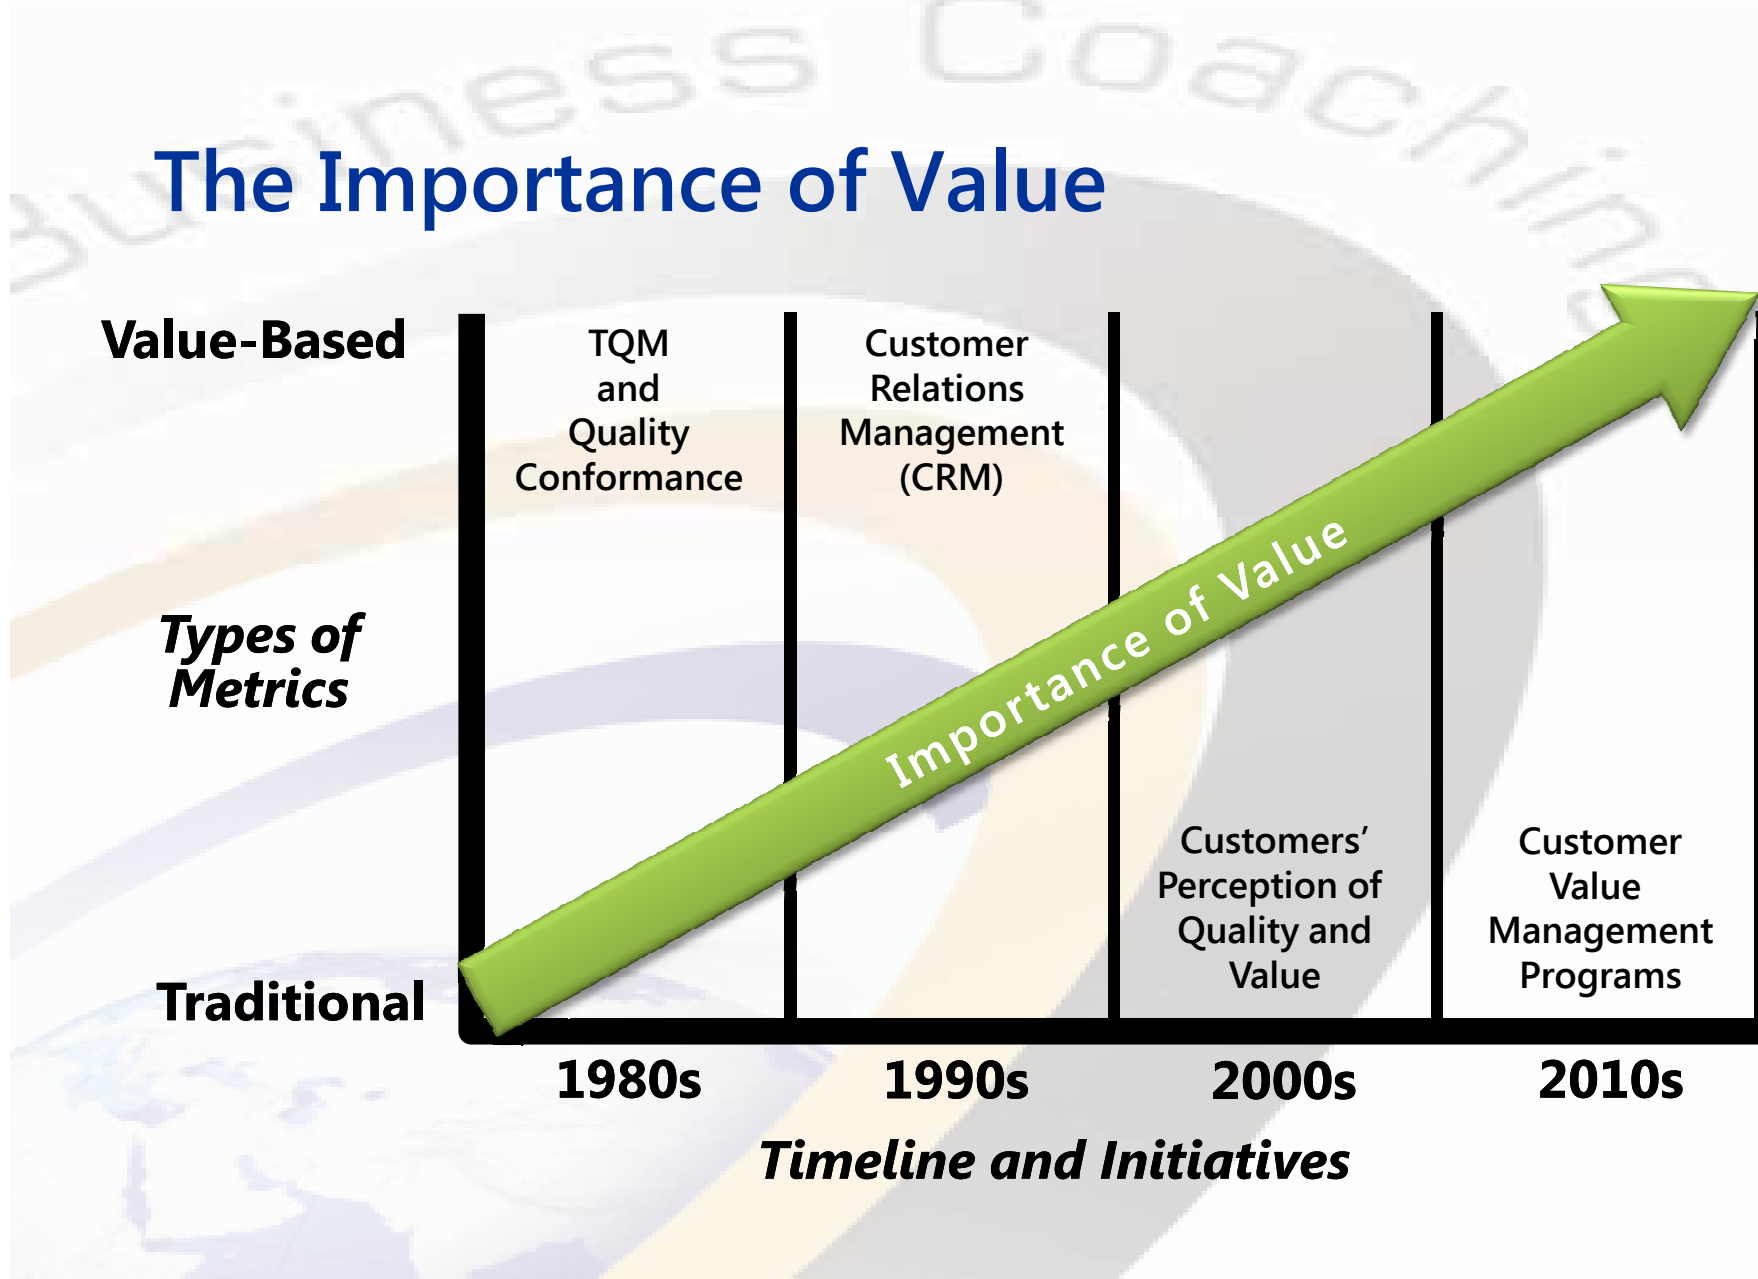 Business Coaching
The Importance of Value
Value-Based
TQM
and
Quality
Conformance
Customer
Relations
Management
(CRM)
Types of
Metrics
Importance of Value
Customers’
Perception of
Quality and
Value
Customer
Value
Management
Programs
Traditional
1980s
1990s
2000s
2010s
Timeline and Initiatives